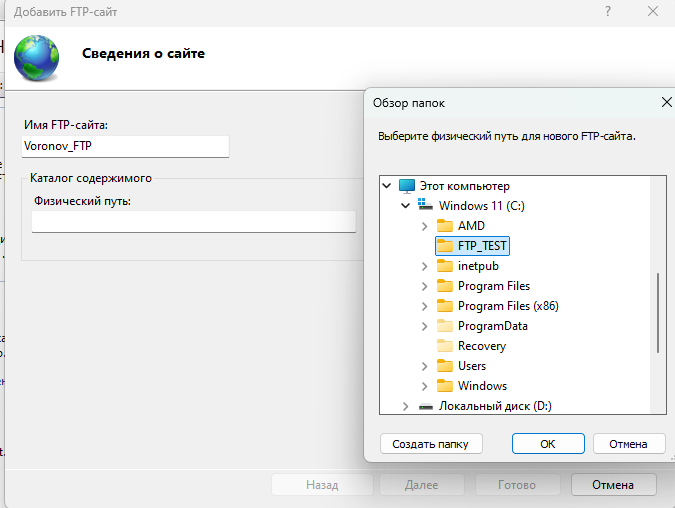 Добавить FTP-сайт
?
Сведения о сайте
Имя FTP-сайта:
Voronov_FTP
Каталог содержимого
Физический путь:
Обзор папок
Выберите физический путь для нового FTP-сайта.
Этот компьютер
Windows 11 (C:)
AMD
FTP_TEST
inetpub
Program Files
Program Files (x86)
ProgramData
Recovery
Users
Windows
Локальный диск (D:)
Создать папку
ОК
Отмена
Назад
Далее
Готово
Отмена